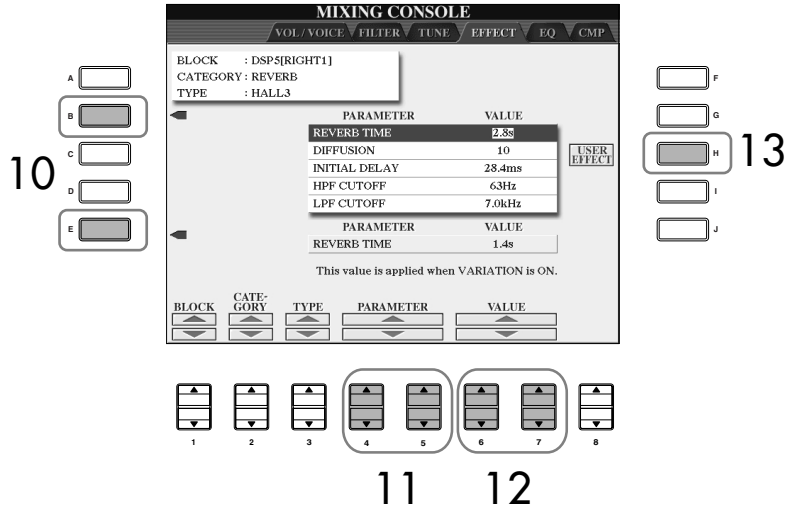 MIXING CONSOLE
VOL/VOICE FILTER TUNE EFFECT EQ CMP
BLOCK : DSP5[RIGHT1]
CATEGORY : REVERB
TYPE : HALL3
PARAMETER VALUE
REVERB TIME 2.8s
DIFFUSION 10
INITIAL DELAY 28.4ms
HPF CUTOFF 63Hz
LPF CUTOFF 7.0kHz
USER
EFFECT
PARAMETER VALUE
REVERB TIME 1.4s
This value is applied when VARIATION is ON.
BLOCK CATE-
GORY TYPE PARAMETER VALUE
A
B
C
D
E
10
F
G
H
I
J
13
1 2 3 4 5 6 7 8
11 12